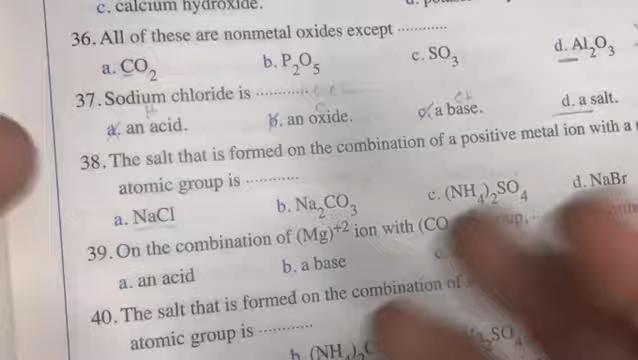 c. calcium hydroxide.
36. All of these are nonmetal oxides except ............
a. CO₂ b. P₂O₅ c. SO₃ d. Al₂O₃
37. Sodium chloride is ............
a. an acid. b. an oxide. c. a base. d. a salt.
38. The salt that is formed on the combination of a positive metal ion with a
atomic group is ............
a. NaCl b. Na₂CO₃ c. (NH₄)₂SO₄ d. NaBr
39. On the combination of (Mg)⁺² ion with (CO
a. an acid b. a base
40. The salt that is formed on the combination of
atomic group is ............
b. (NH₄)₂ SO₄